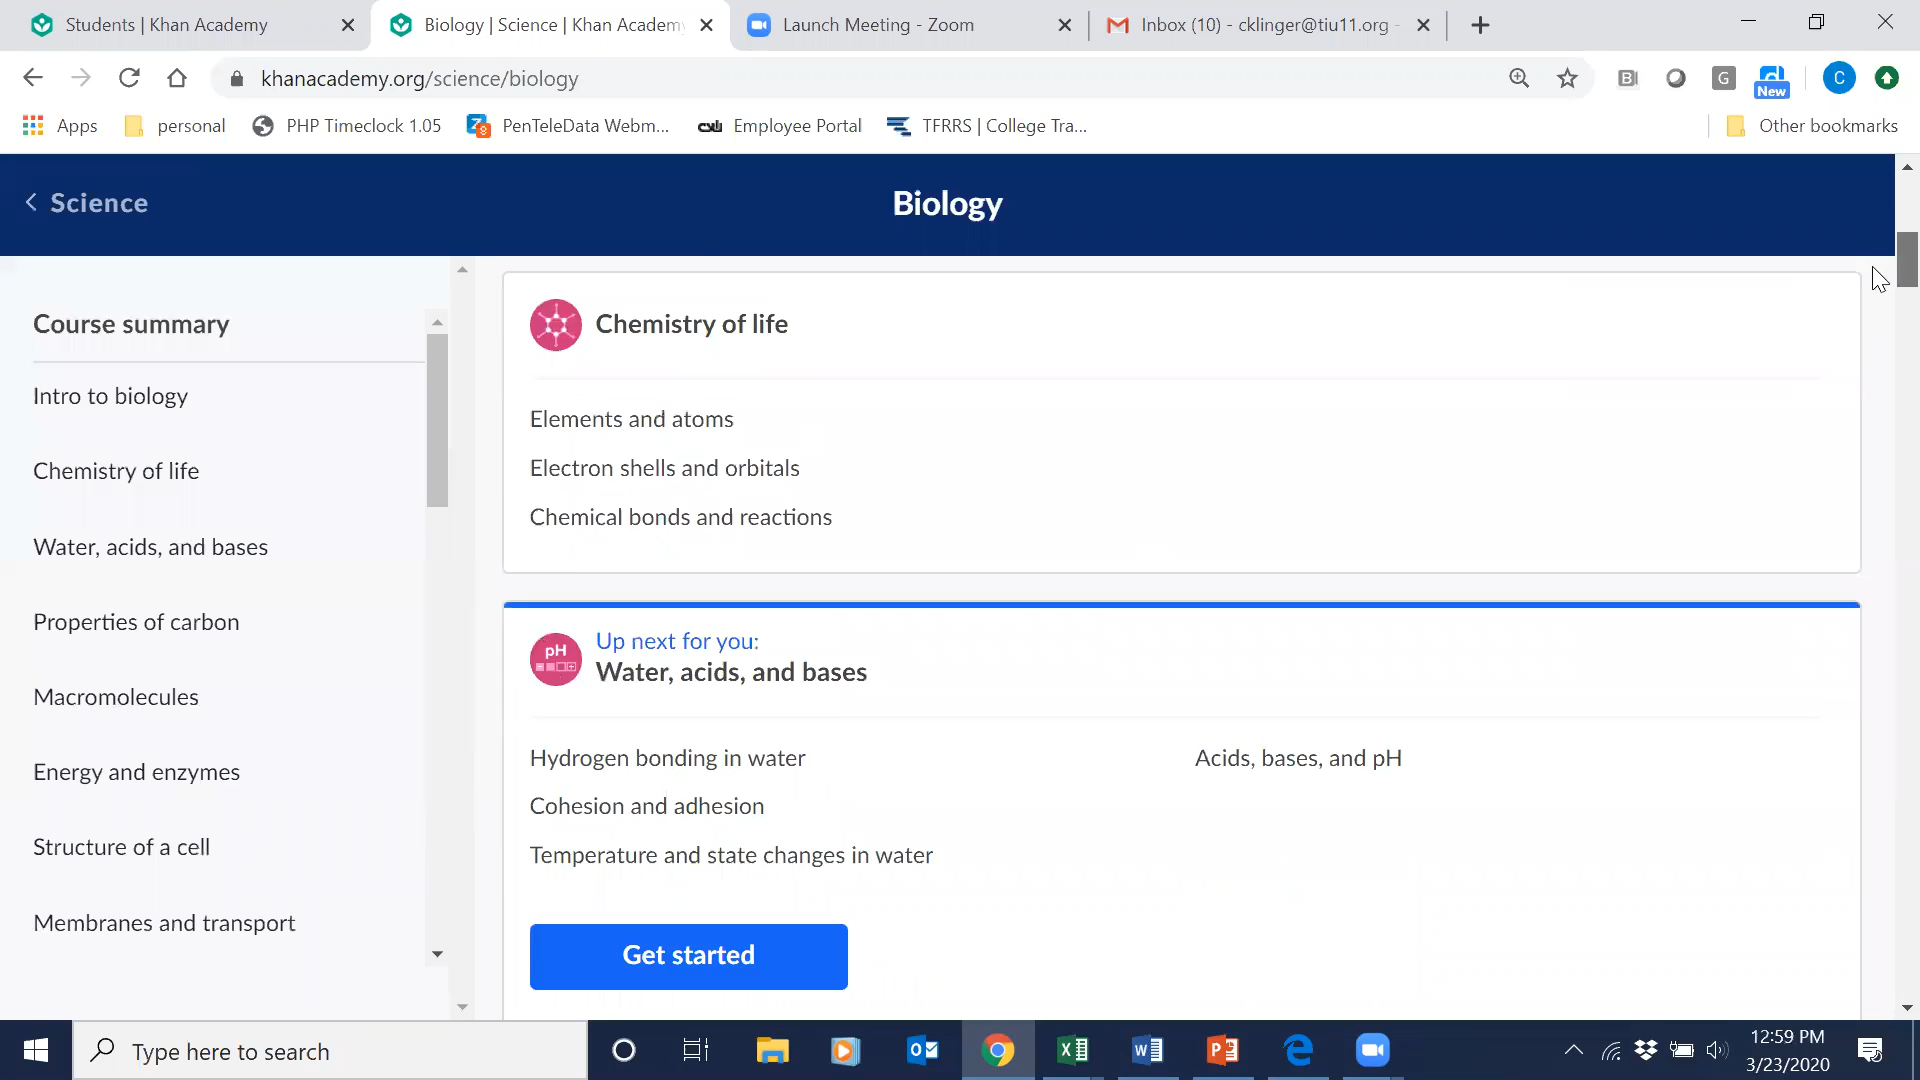 Students | Khan Academy
Biology | Science | Khan Academy
Launch Meeting - Zoom
Inbox (10) - cklinger@tiu11.org -
khanacademy.org/science/biology
B
G
d
New
C
Apps
personal
PHP Timeclock 1.05
PenTeleData Webm...
Employee Portal
TFRRS | College Tra...
Other bookmarks
Science
Biology
Course summary
Intro to biology
Chemistry of life
Water, acids, and bases
Properties of carbon
Macromolecules
Energy and enzymes
Structure of a cell
Membranes and transport
Chemistry of life
Elements and atoms
Electron shells and orbitals
Chemical bonds and reactions
pH
Up next for you:
Water, acids, and bases
Hydrogen bonding in water
Acids, bases, and pH
Cohesion and adhesion
Temperature and state changes in water
Get started
Type here to search
12:59 PM
3/23/2020